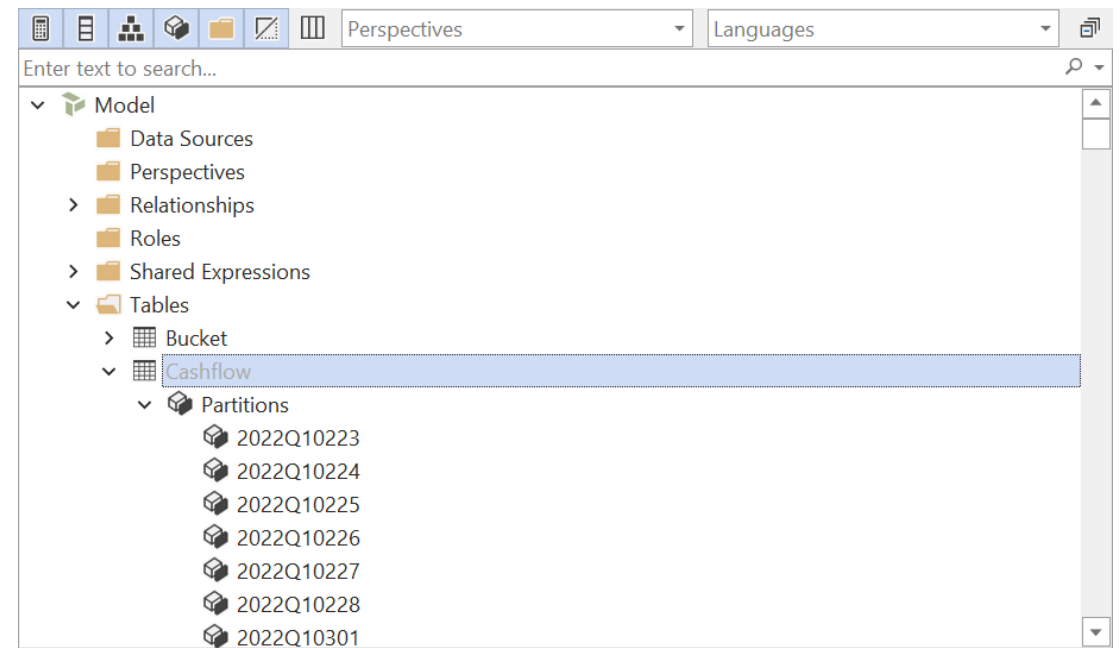 Perspectives Languages
Enter text to search...
Model
Data Sources
Perspectives
Relationships
Roles
Shared Expressions
Tables
Bucket
Cashflow
Partitions
2022Q10223
2022Q10224
2022Q10225
2022Q10226
2022Q10227
2022Q10228
2022Q10301